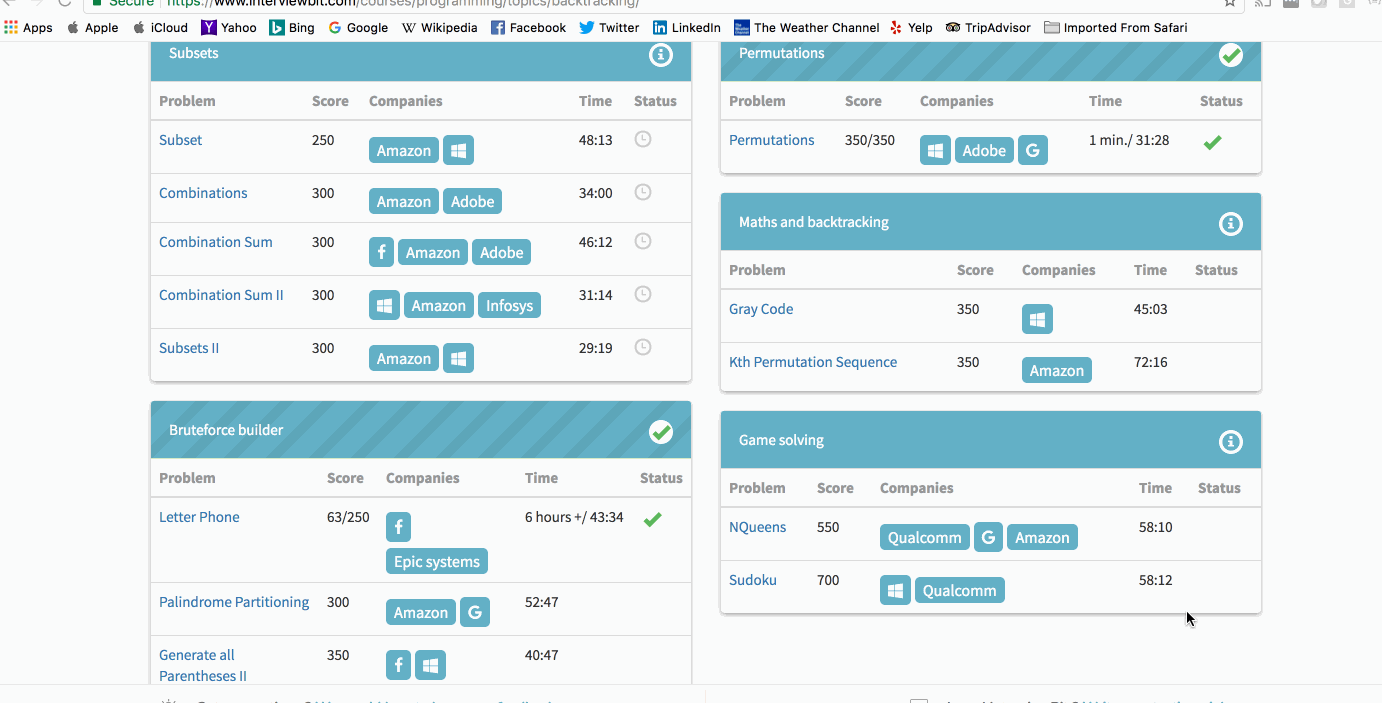 Secure https://www.interviewbit.com/courses/programming/topics/backtracking/
Apps Apple iCloud Yahoo Bing Google Wikipedia Facebook Twitter LinkedIn The Weather Channel Yelp TripAdvisor Imported From Safari
Subsets
Problem Score Companies Time Status
Subset 250 Amazon 48:13
Combinations 300 Amazon Adobe 34:00
Combination Sum 300 Amazon Adobe 46:12
Combination Sum II 300 Amazon Infosys 31:14
Subsets II 300 Amazon 29:19
Bruteforce builder
Problem Score Companies Time Status
Letter Phone 63/250 6 hours +/ 43:34
Epic systems
Palindrome Partitioning 300 Amazon G 52:47
Generate all 350 40:47
Parentheses II
Permutations
Problem Score Companies Time Status
Permutations 350/350 Adobe G 1 min./ 31:28
Maths and backtracking
Problem Score Companies Time Status
Gray Code 350 45:03
Kth Permutation Sequence 350 Amazon 72:16
Game solving
Problem Score Companies Time Status
NQueens 550 Qualcomm G Amazon 58:10
Sudoku 700 Qualcomm 58:12